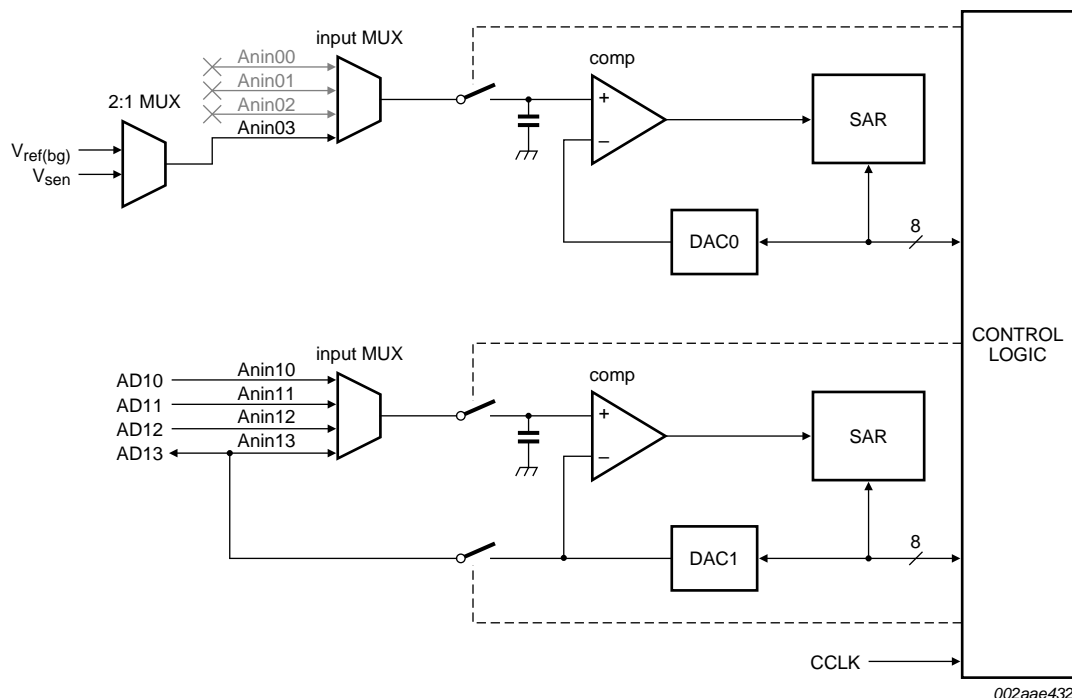 input MUX
Anin00
Anin01
Anin02
Anin03
2:1 MUX
Vref(bg)
Vsen
comp
+
−
SAR
DAC0
8
CONTROL
LOGIC
input MUX
AD10
Anin10
AD11
Anin11
AD12
Anin12
AD13
Anin13
comp
+
−
SAR
DAC1
8
CCLK
002aae432